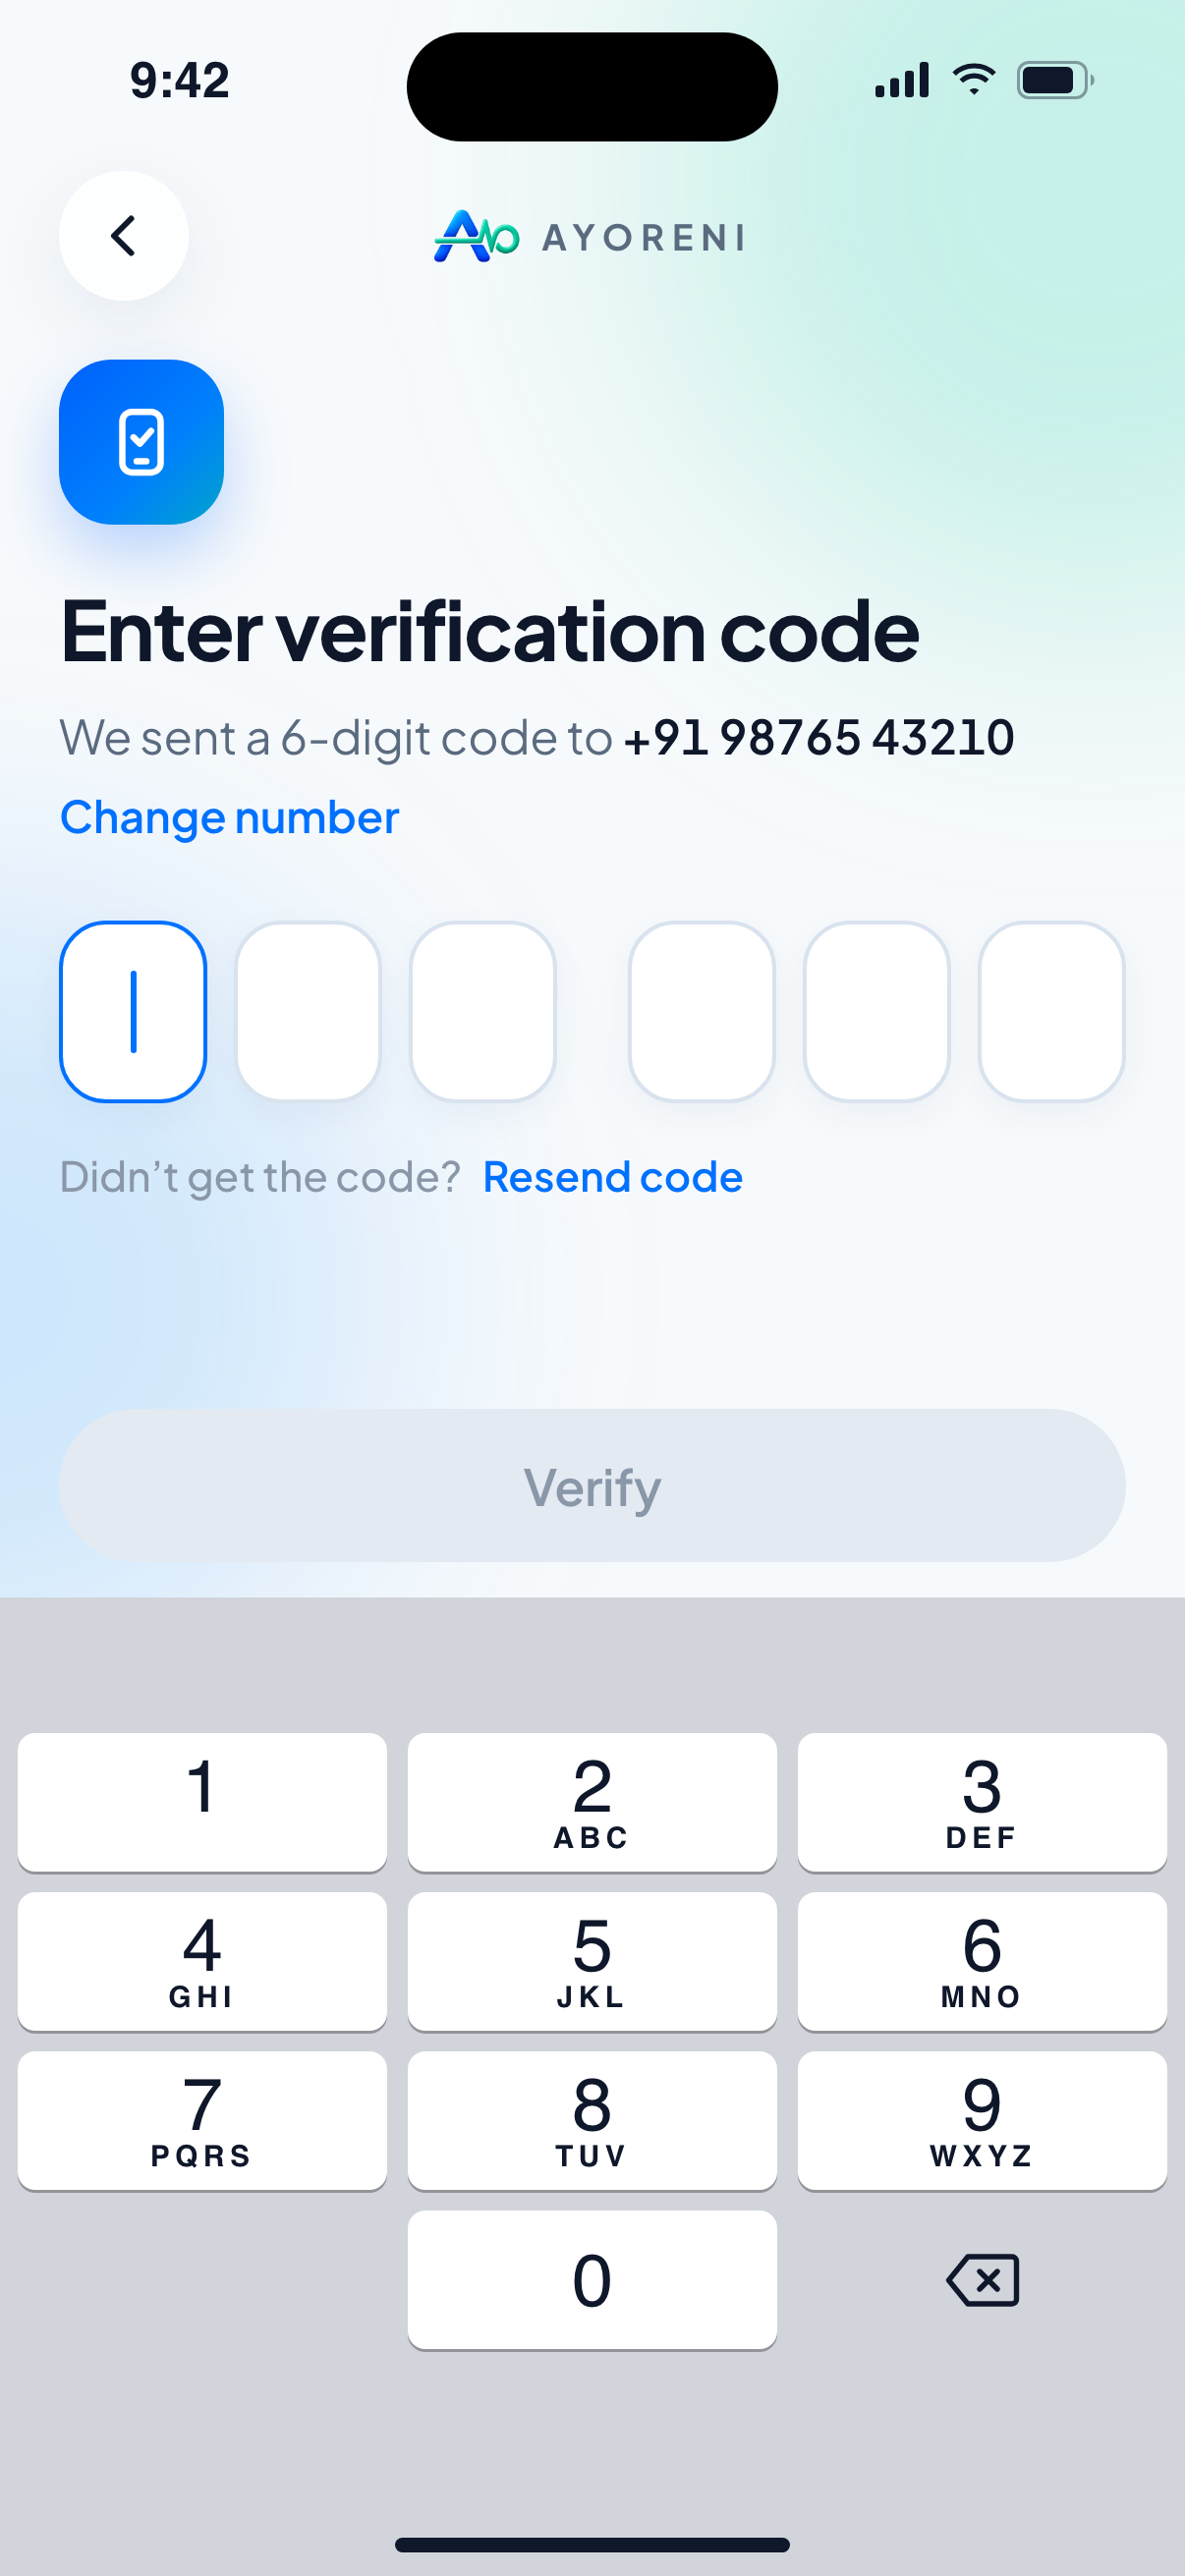 9:42
AYORENI
Enter verification code
We sent a 6-digit code to +91 98765 43210
Change number
Didn’t get the code? Resend code
Verify
1 2 3
ABC DEF
4 5 6
GHI JKL MNO
7 8 9
PQRS TUV WXYZ
0